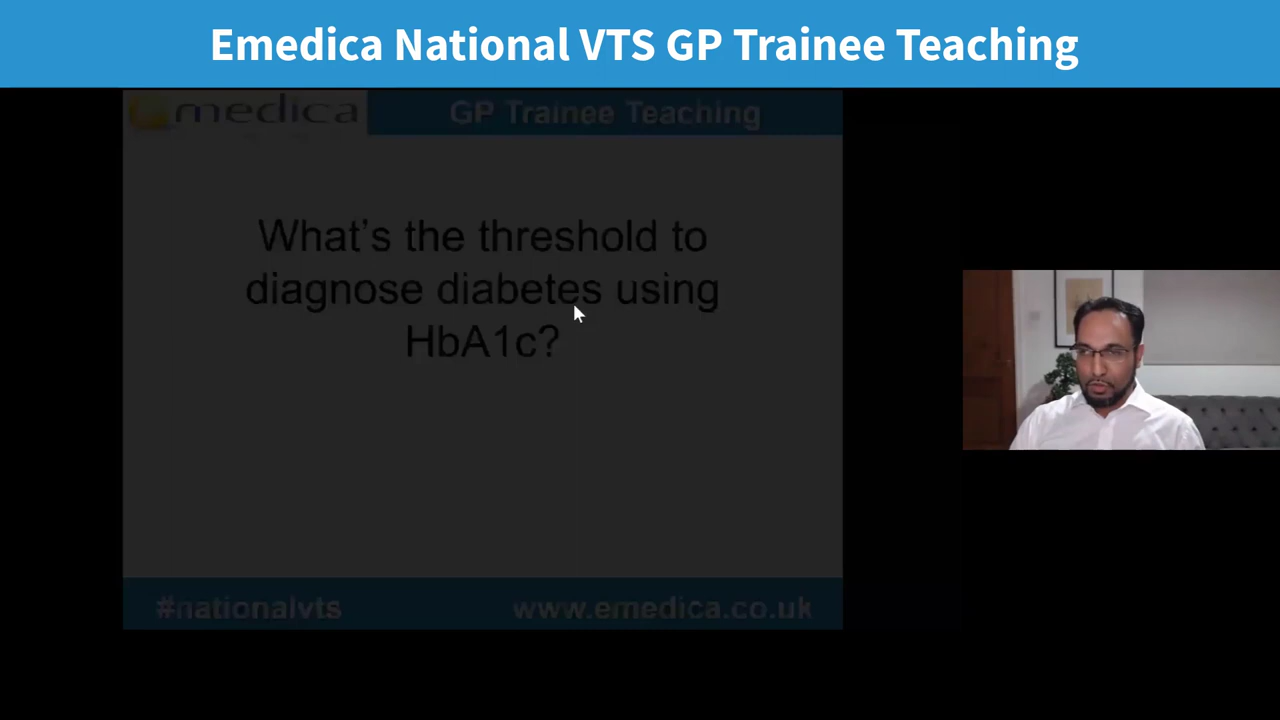 Emedica National VTS GP Trainee Teaching
medica
GP Trainee Teaching
What's the threshold to
diagnose diabetes using
HbA1c?
#nationalvts
www.emedica.co.uk